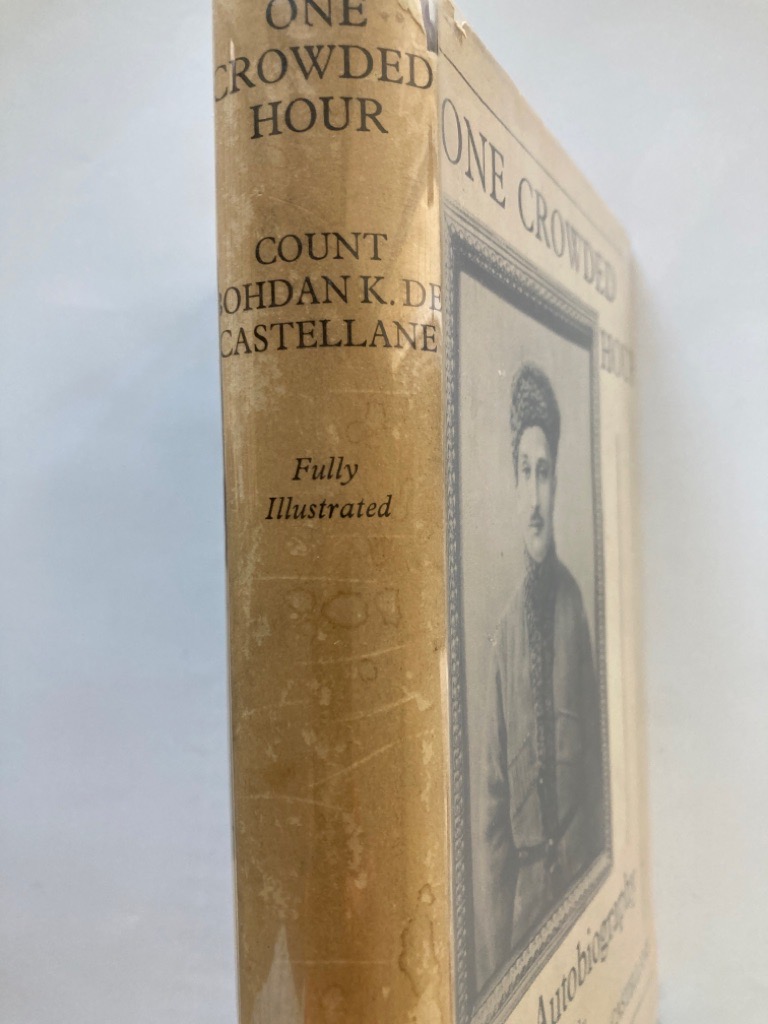 ONE
CROWDED
HOUR
COUNT
BOHDAN K. DE
CASTELLANE
Fully
Illustrated
ONE CROWDED
HOUR
Autobiography